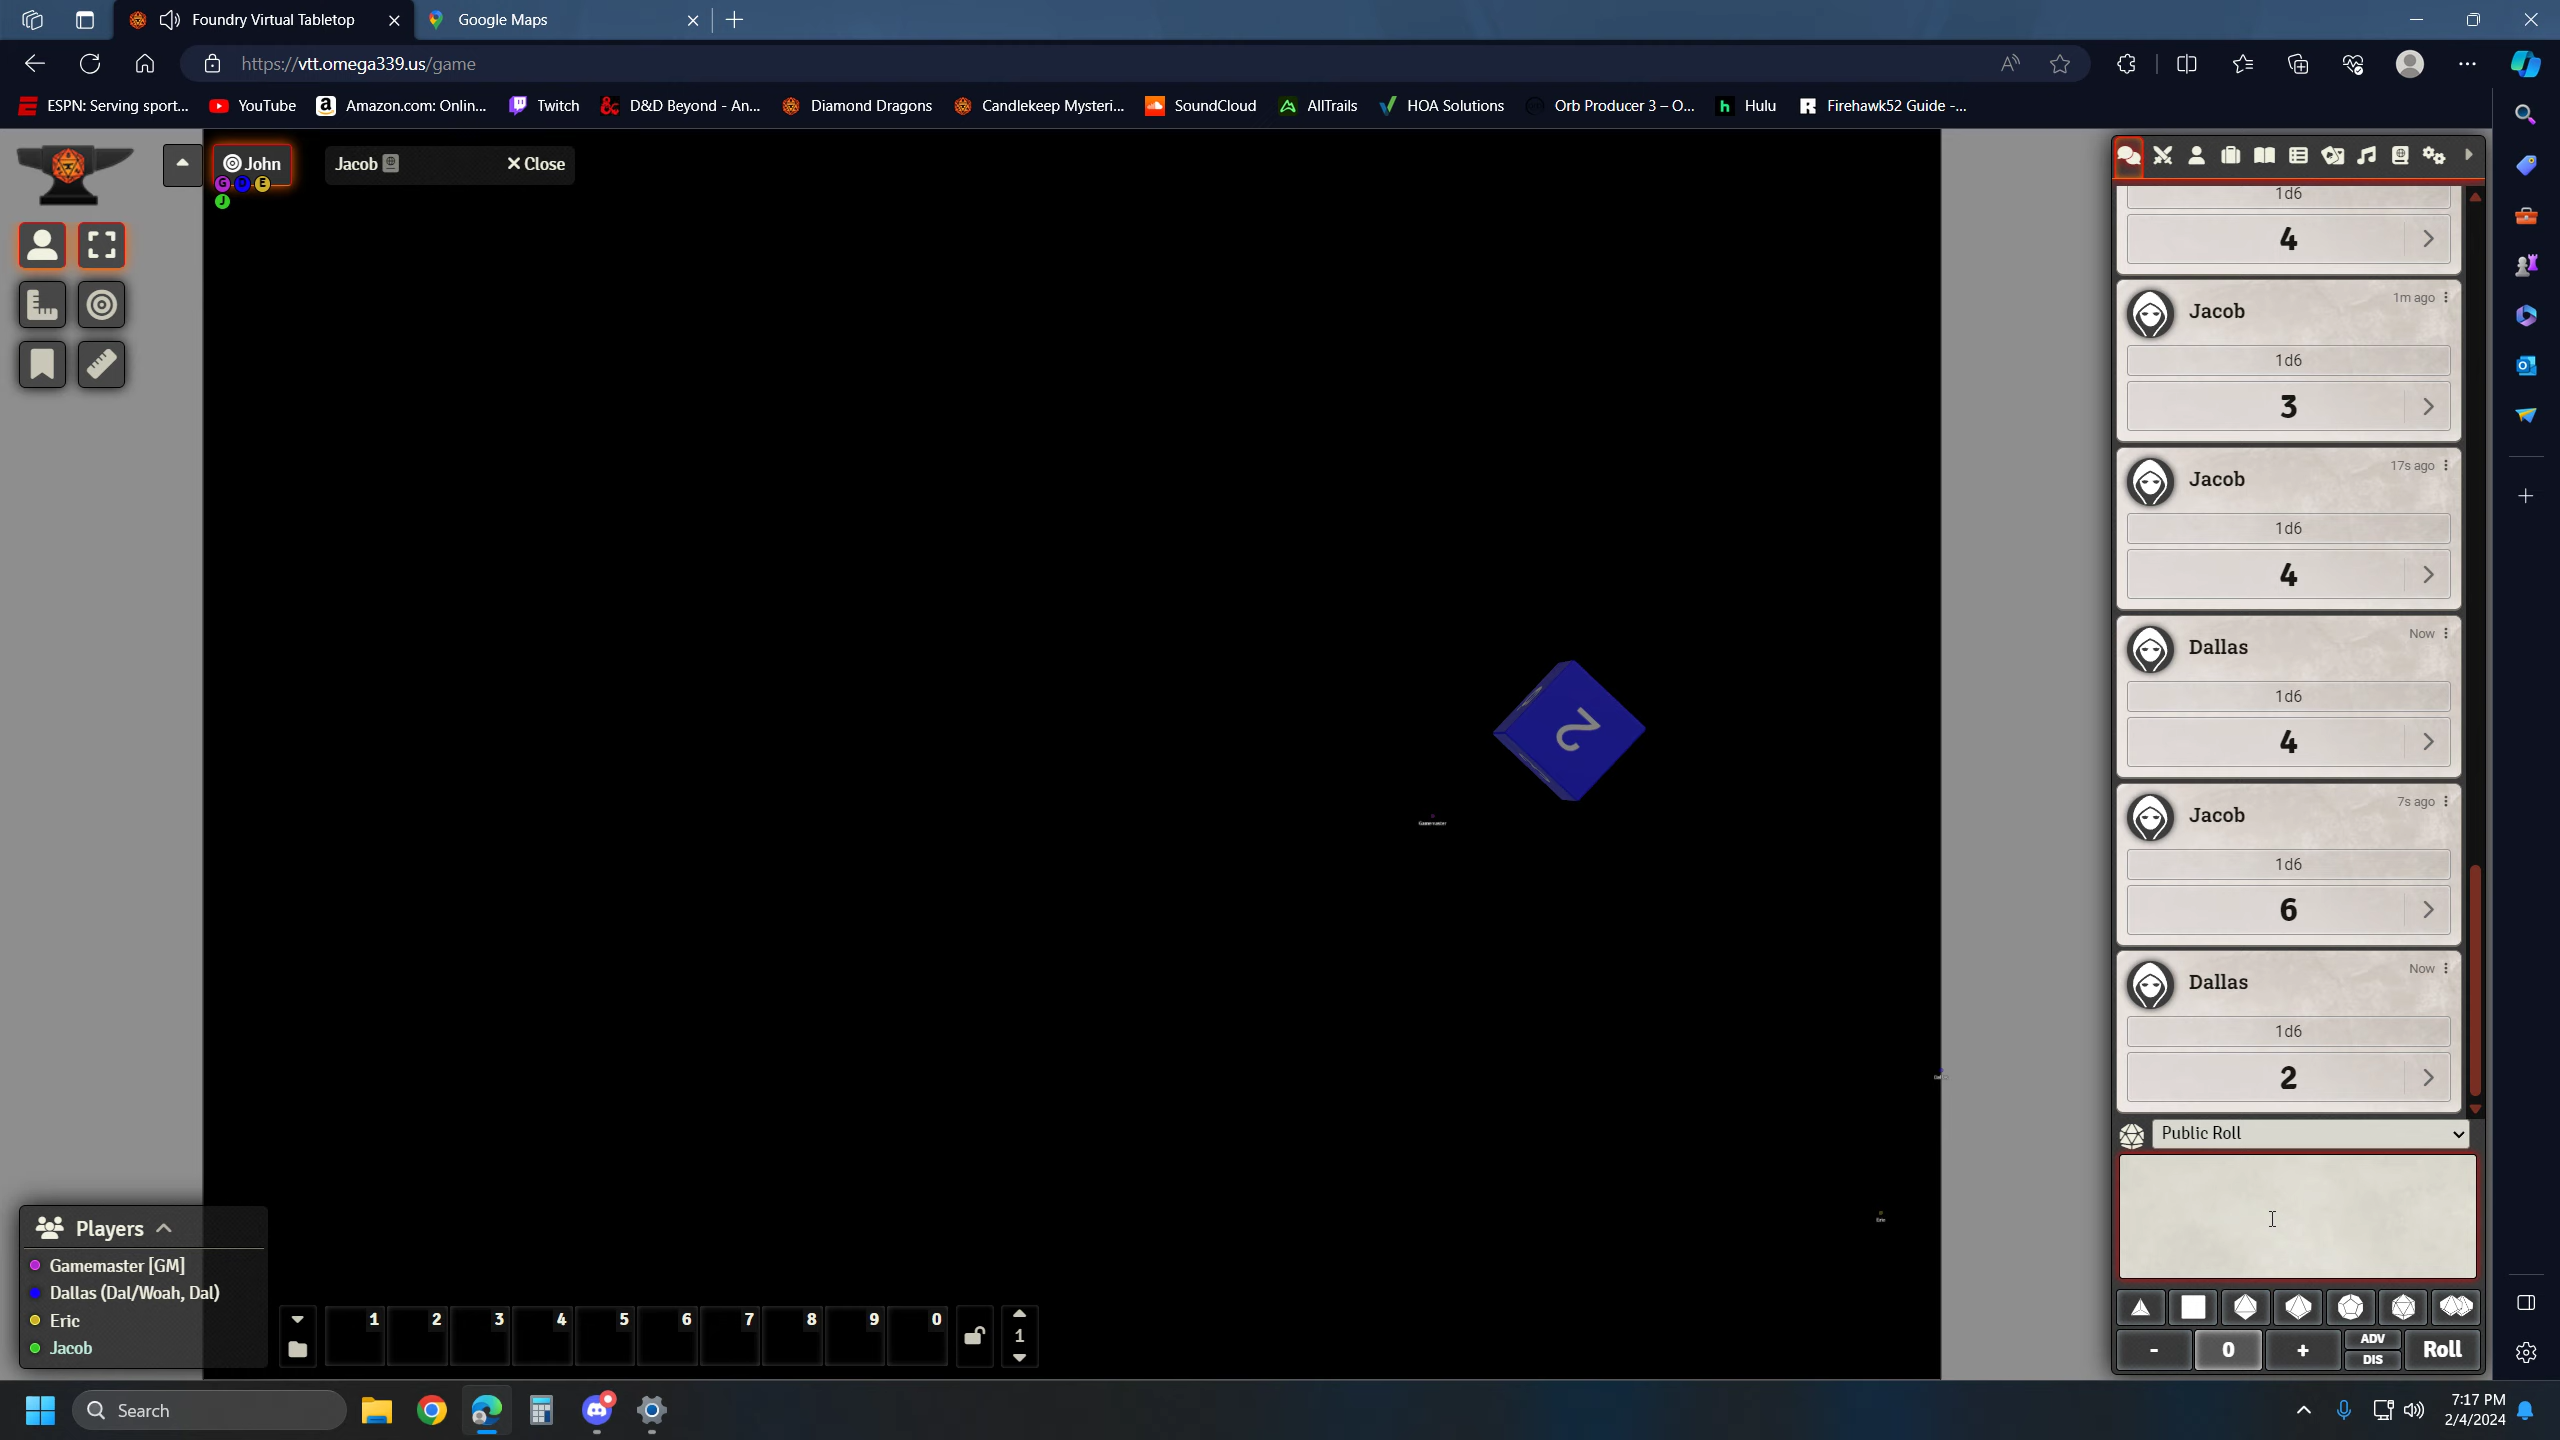 Foundry Virtual Tabletop
Google Maps
https://vtt.omega339.us/game
ESPN: Serving sport...
YouTube
Amazon.com: Onlin...
Twitch
D&D Beyond - An...
Diamond Dragons
Candlekeep Mysteri...
SoundCloud
AllTrails
HOA Solutions
Orb Producer 3 – O...
Hulu
Firehawk52 Guide -...
John
G D E
J
Jacob
Close
1d6
4
Jacob
1m ago
1d6
3
Jacob
17s ago
1d6
4
Dallas
Now
1d6
4
Jacob
7s ago
1d6
6
Dallas
Now
1d6
2
2
Gamemaster
Eric
Public Roll
- 0 + ADV DIS Roll
Players
Gamemaster [GM]
Dallas (Dal/Woah, Dal)
Eric
Jacob
1 2 3 4 5 6 7 8 9 0
1
Search
7:17 PM
2/4/2024